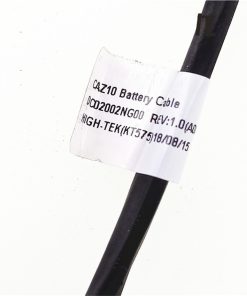 CAZ10 Battery Cable
DC02002NG00 REV:1.0(A0
HIGH-TEK(KT575)18/08/15